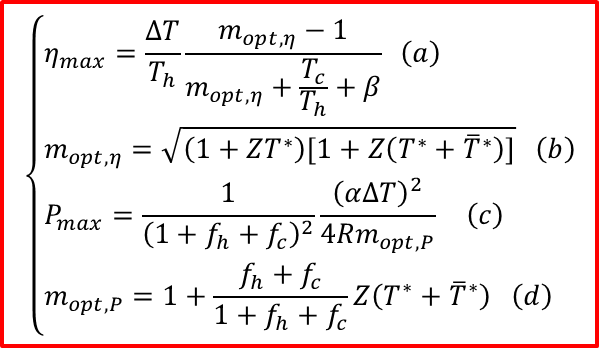 η_max = ΔT/T_h (m_opt,η − 1)/(m_opt,η + T_c/T_h + β) (a)
m_opt,η = √((1 + ZT*)[1 + Z(T* + T̄*)]) (b)
P_max = 1/(1 + f_h + f_c)² (αΔT)²/(4Rm_opt,P) (c)
m_opt,P = 1 + (f_h + f_c)/(1 + f_h + f_c) Z(T* + T̄*) (d)